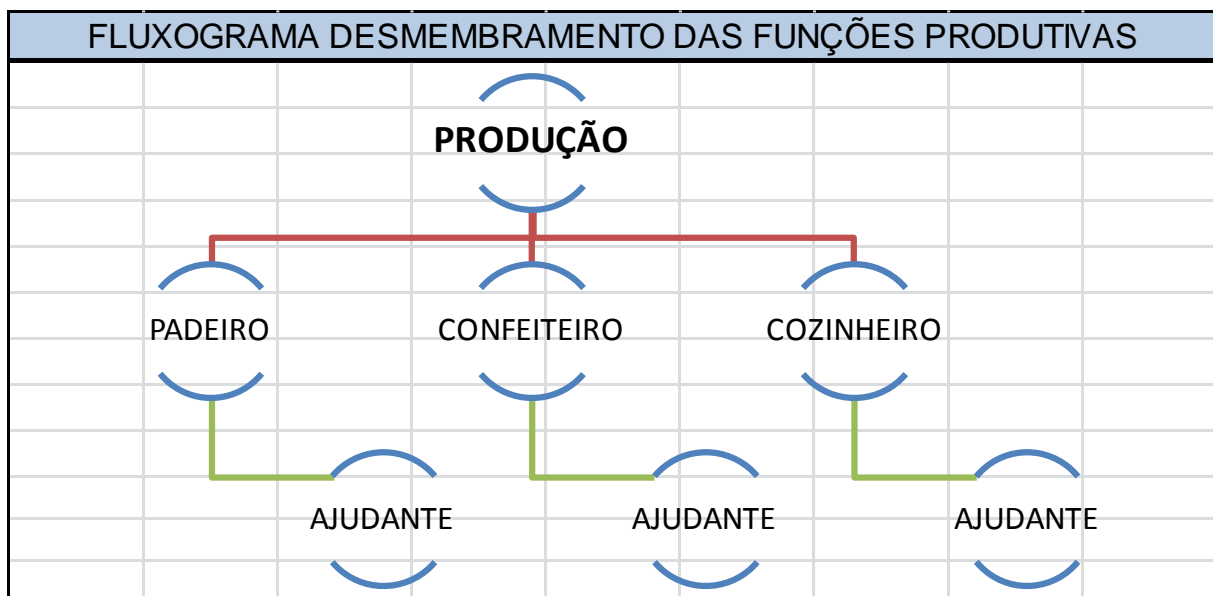 FLUXOGRAMA DESMEMBRAMENTO DAS FUNÇÕES PRODUTIVAS
PRODUÇÃO
PADEIRO
CONFEITEIRO
COZINHEIRO
AJUDANTE
AJUDANTE
AJUDANTE